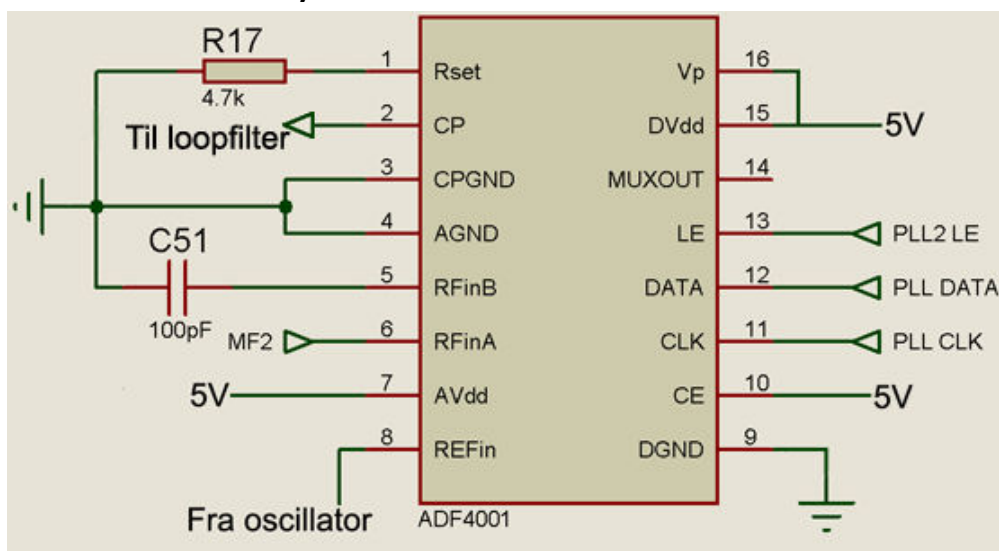 R17
4.7k
1
Rset
Vp
16
Til loopfilter
2
CP
DVdd
15
5V
3
CPGND
MUXOUT
14
4
AGND
LE
13
PLL2 LE
C51
100pF
5
RFinB
DATA
12
PLL DATA
MF2
6
RFinA
CLK
11
PLL CLK
5V
7
AVdd
CE
10
5V
8
REFin
DGND
9
Fra oscillator
ADF4001